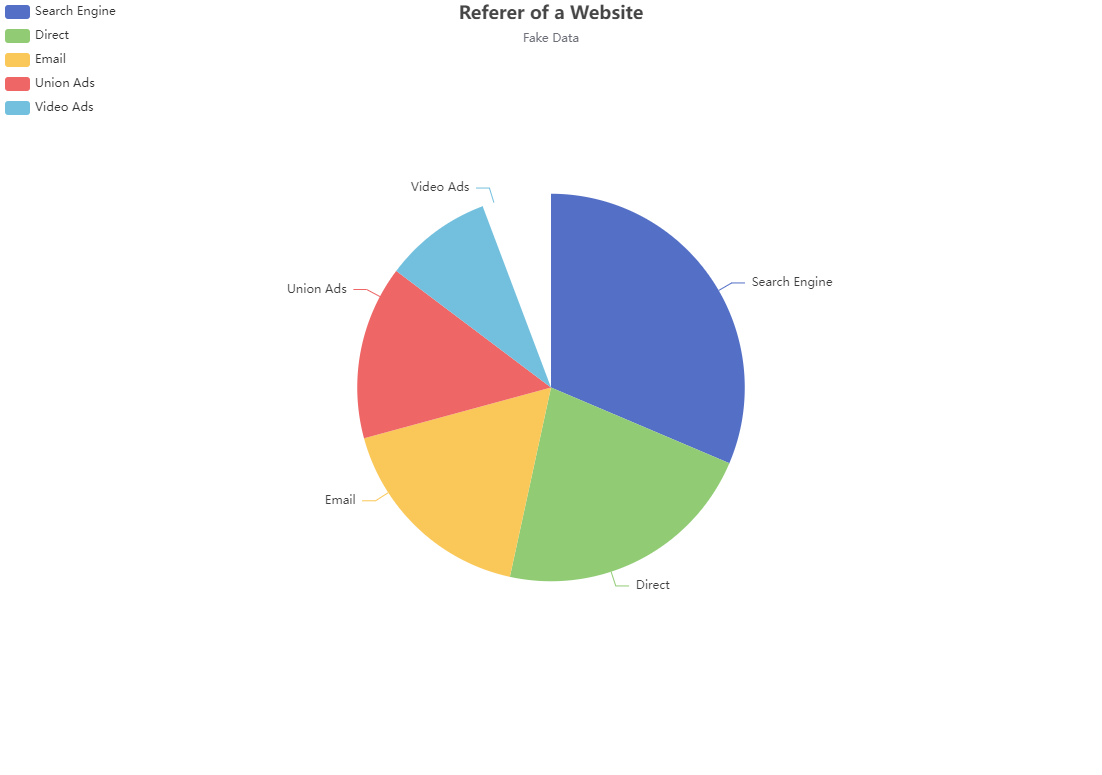 Referer of a Website
Fake Data
Search Engine
Direct
Email
Union Ads
Video Ads
Video Ads
Search Engine
Union Ads
Email
Direct